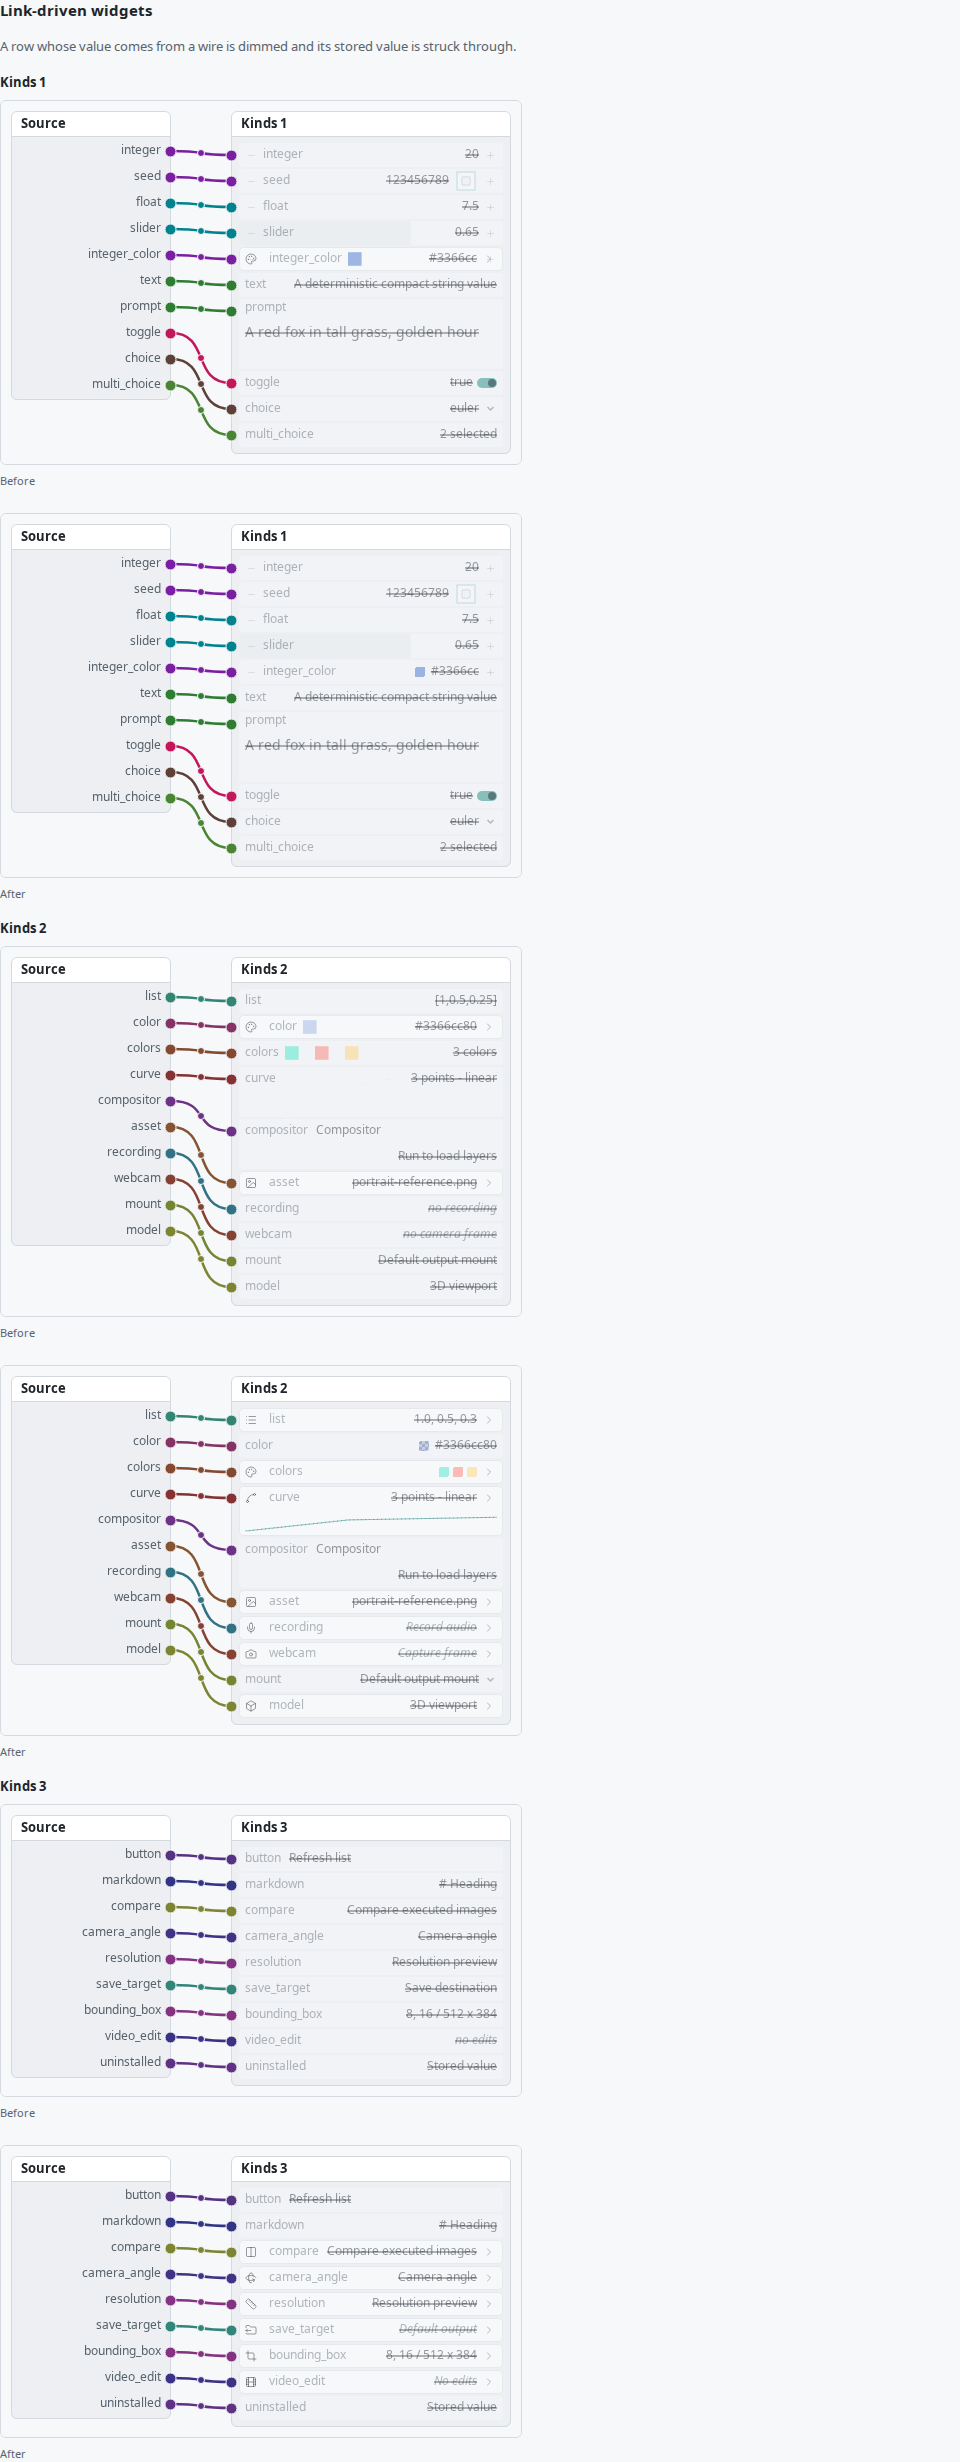 Link-driven widgets
A row whose value comes from a wire is dimmed and its stored value is struck through.
Kinds 1
Source
Kinds 1
integer
integer 20
seed
seed 123456789
float
float 7.5
slider
slider 0.65
integer_color
integer_color #3366cc
text
text A deterministic compact string value
prompt
prompt
A red fox in tall grass, golden hour
toggle
toggle true
choice
choice euler
multi_choice
multi_choice 2 selected
Before
Source
Kinds 1
integer
integer 20
seed
seed 123456789
float
float 7.5
slider
slider 0.65
integer_color
integer_color #3366cc
text
text A deterministic compact string value
prompt
prompt
A red fox in tall grass, golden hour
toggle
toggle true
choice
choice euler
multi_choice
multi_choice 2 selected
After
Kinds 2
Source
Kinds 2
list
list [1,0.5,0.25]
color
color #3366cc80
colors
colors 3 colors
curve
curve 3 points - linear
compositor
compositor Compositor
Run to load layers
asset
asset portrait-reference.png
recording
recording no recording
webcam
webcam no camera frame
mount
mount Default output mount
model
model 3D viewport
Before
Source
Kinds 2
list
list 1.0, 0.5, 0.3
color
color #3366cc80
colors
colors
curve
curve 3 points - linear
compositor
compositor Compositor
Run to load layers
asset
asset portrait-reference.png
recording
recording Record audio
webcam
webcam Capture frame
mount
mount Default output mount
model
model 3D viewport
After
Kinds 3
Source
Kinds 3
button
button Refresh list
markdown
markdown # Heading
compare
compare Compare executed images
camera_angle
camera_angle Camera angle
resolution
resolution Resolution preview
save_target
save_target Save destination
bounding_box
bounding_box 8, 16 / 512 x 384
video_edit
video_edit no edits
uninstalled
uninstalled Stored value
Before
Source
Kinds 3
button
button Refresh list
markdown
markdown # Heading
compare
compare Compare executed images
camera_angle
camera_angle Camera angle
resolution
resolution Resolution preview
save_target
save_target Default output
bounding_box
bounding_box 8, 16 / 512 x 384
video_edit
video_edit No edits
uninstalled
uninstalled Stored value
After